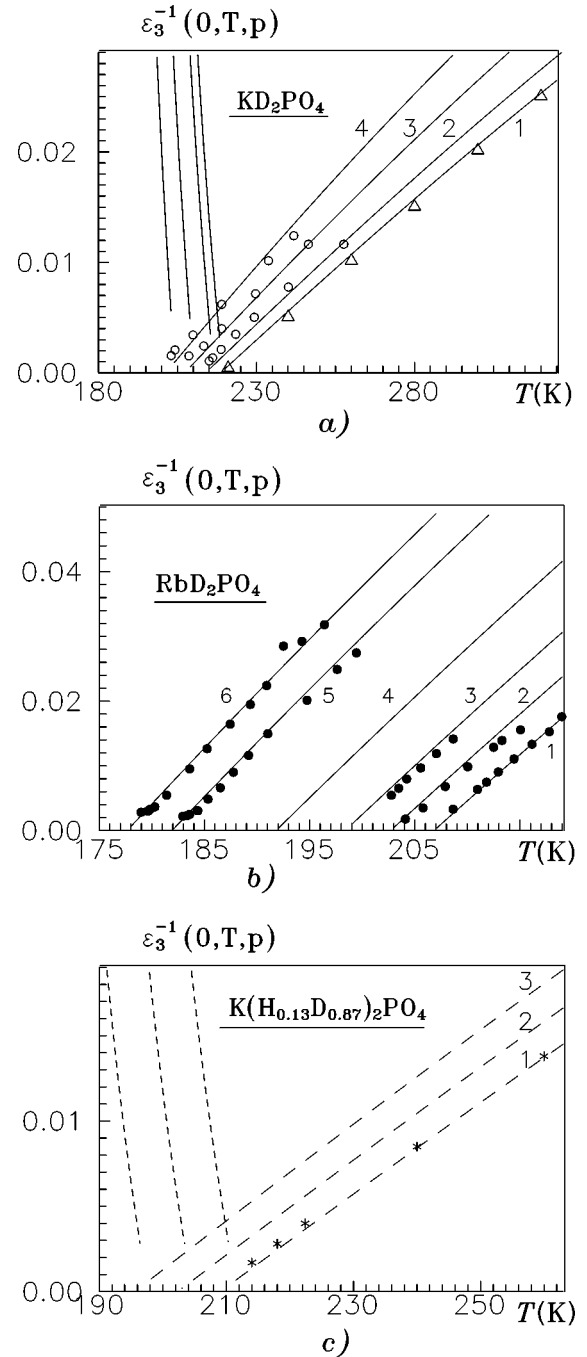 ε₃⁻¹(0,T,p)
KD₂PO₄
4 3 2 1
0.02
0.01
0.00
180 230 280 T(K)
a)
ε₃⁻¹(0,T,p)
RbD₂PO₄
0.04
0.02
0.00
6 5 4 3 2 1
175 185 195 205 T(K)
b)
ε₃⁻¹(0,T,p)
K(H₀.₁₃D₀.₈₇)₂PO₄
3
2
1
0.01
0.00
190 210 230 250 T(K)
c)